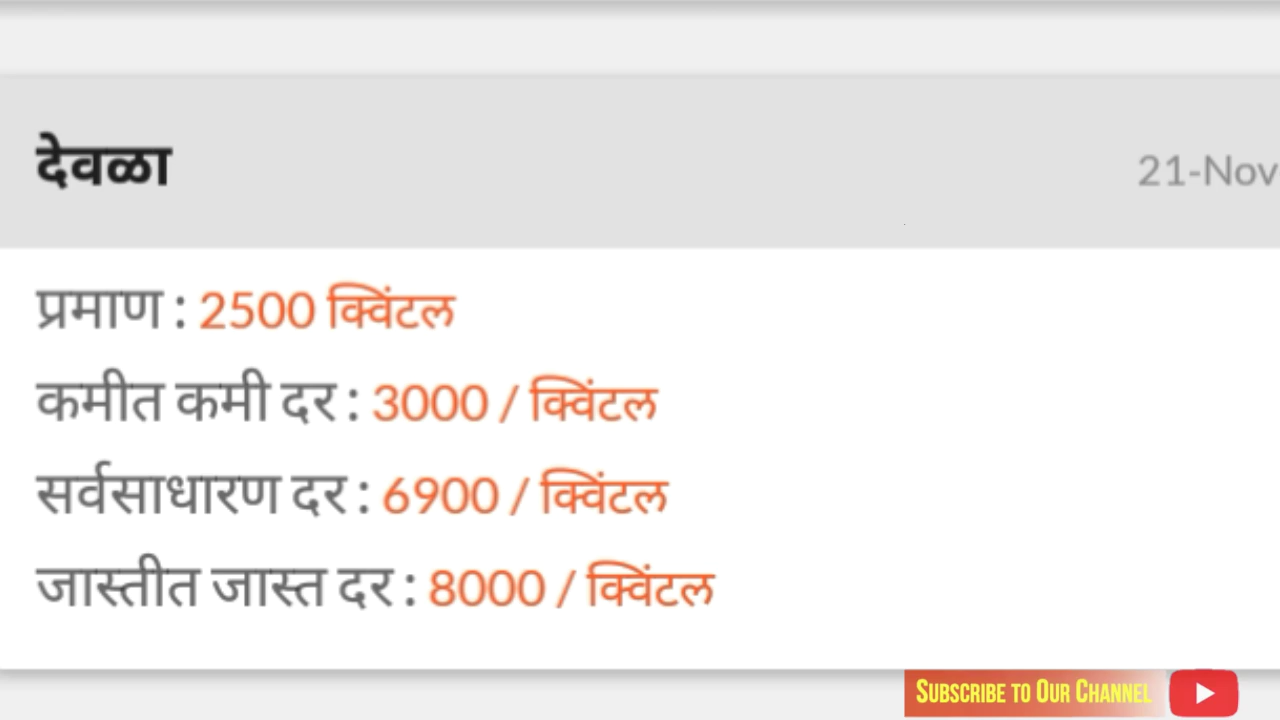 देवळा
21-Nov
प्रमाण : 2500 क्विंटल
कमीत कमी दर : 3000 / क्विंटल
सर्वसाधारण दर : 6900 / क्विंटल
जास्तीत जास्त दर : 8000 / क्विंटल
SUBSCRIBE TO OUR CHANNEL